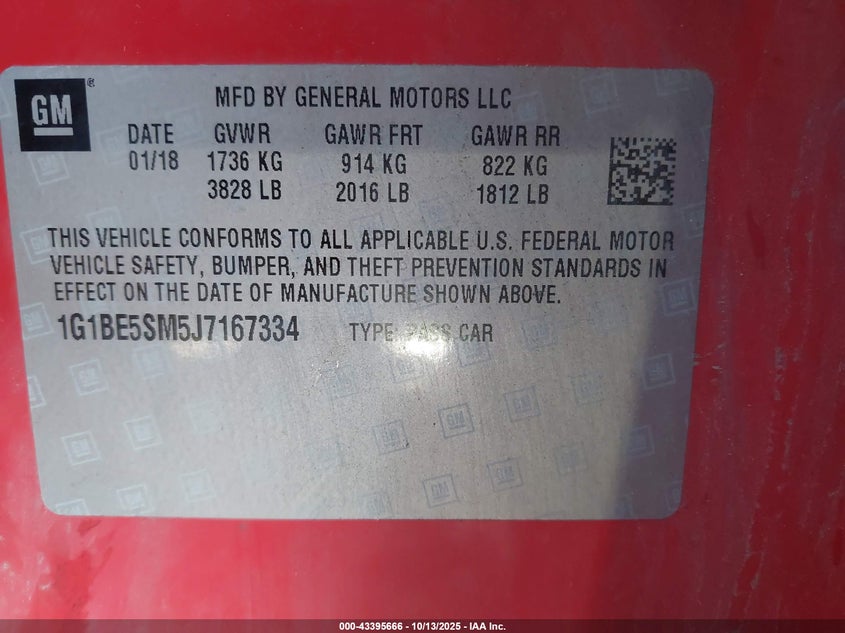 GM ®
MFD BY GENERAL MOTORS LLC
DATE GVWR GAWR FRT GAWR RR
01/18 1736 KG 914 KG 822 KG
3828 LB 2016 LB 1812 LB
THIS VEHICLE CONFORMS TO ALL APPLICABLE U.S. FEDERAL MOTOR
VEHICLE SAFETY, BUMPER, AND THEFT PREVENTION STANDARDS IN
EFFECT ON THE DATE OF MANUFACTURE SHOWN ABOVE.
1G1BE5SM5J7167334 TYPE: PASS CAR
000-43395666 - 10/13/2025 - IAA Inc.